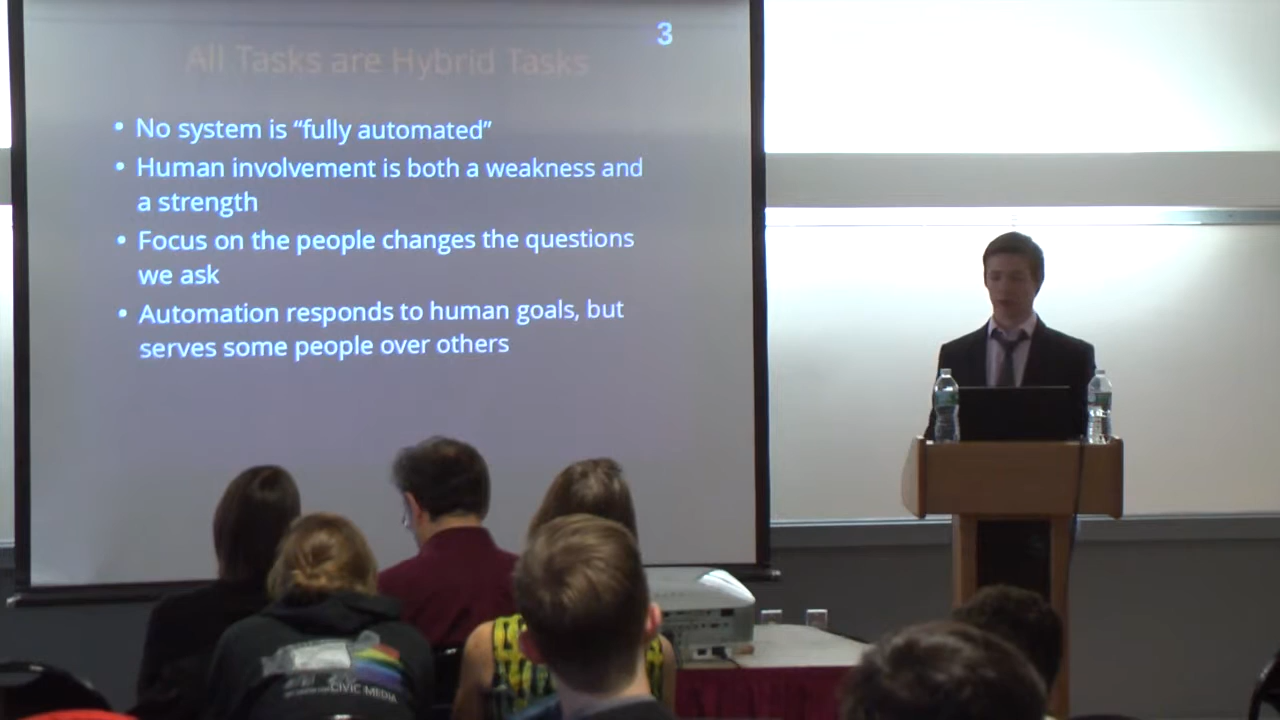 3
All Tasks are Hybrid Tasks
• No system is “fully automated”
• Human involvement is both a weakness and
a strength
• Focus on the people changes the questions
we ask
• Automation responds to human goals, but
serves some people over others
CIVIC MEDIA